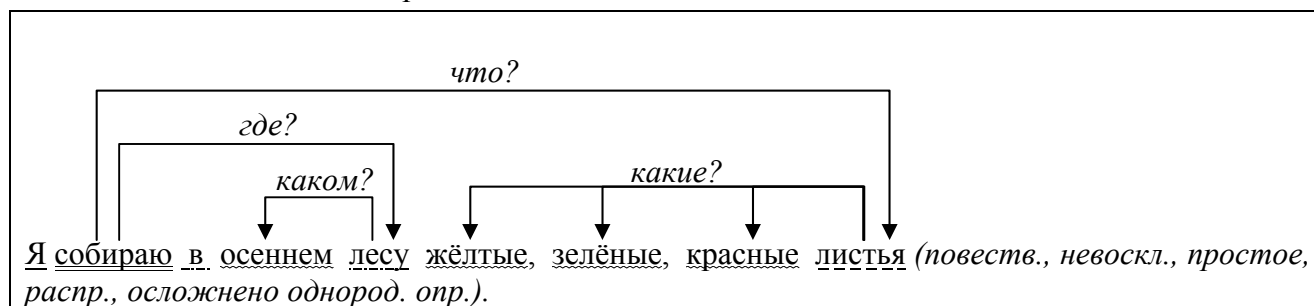 что?
где?
каком?
какие?
Я собираю в осеннем лесу жёлтые, зелёные, красные листья (повеств., невоскл., простое,
распр., осложнено однород. опр.).